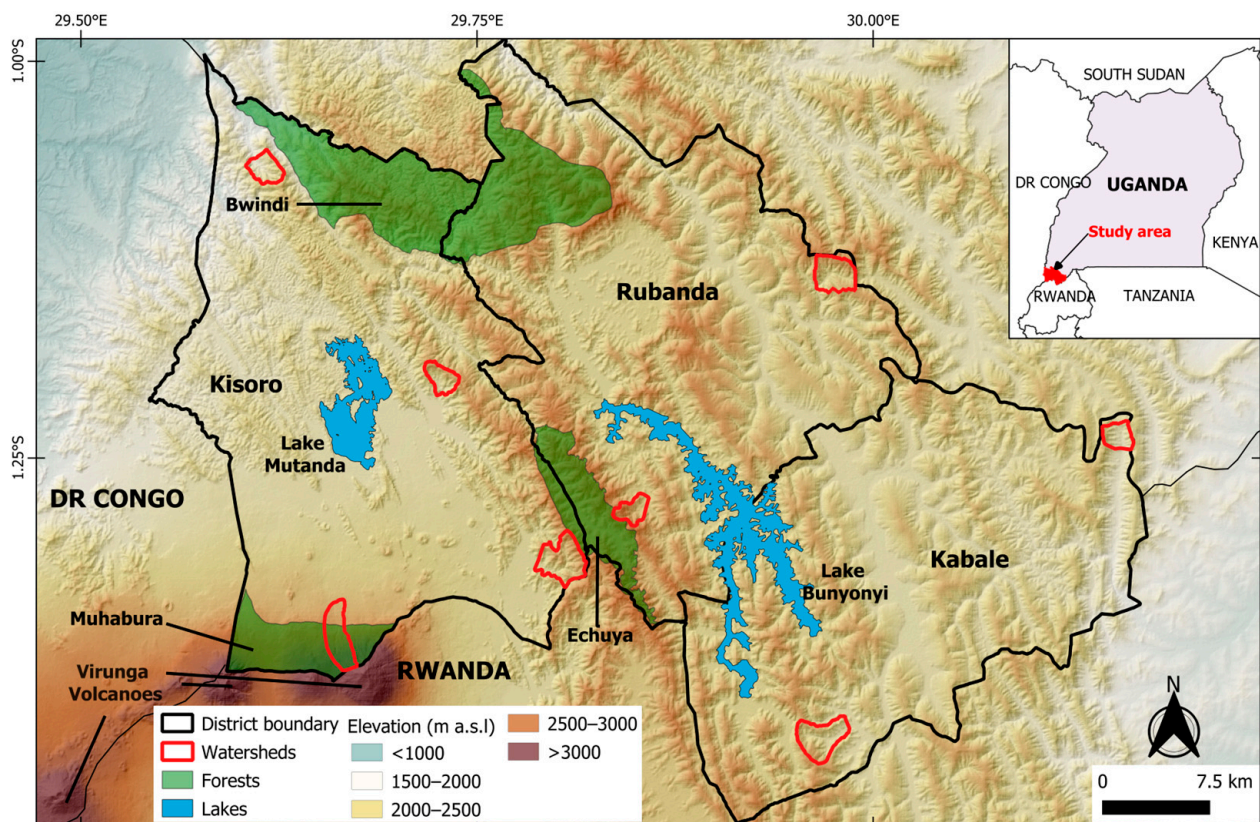 29.50°E
29.75°E
30.00°E
1.00°S
1.25°S
SOUTH SUDAN
DR CONGO
UGANDA
KENYA
Study area
RWANDA
TANZANIA
Bwindi
Rubanda
Kisoro
Lake
Mutanda
DR CONGO
Kabale
Lake
Bunyonyi
Echuya
Muhabura
RWANDA
Virunga
Volcanoes
District boundary
Watersheds
Forests
Lakes
Elevation (m a.s.l)
<1000
1500–2000
2000–2500
2500–3000
>3000
N
0
7.5 km